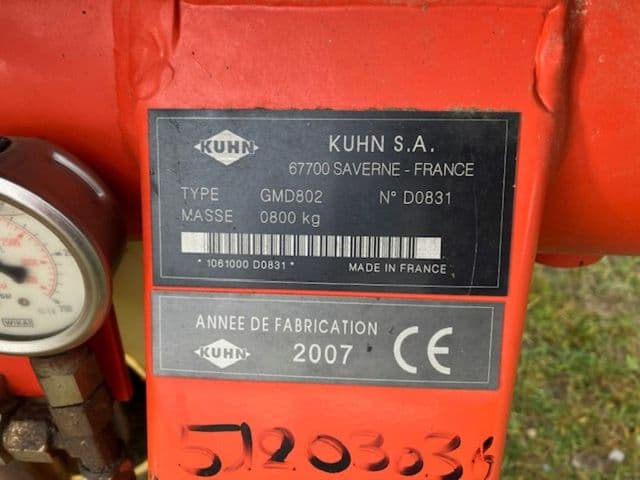 KUHN
KUHN S.A.
67700 SAVERNE - FRANCE
TYPE GMD802 N° D0831
MASSE 0800 kg
* 1061000 D0831 *
MADE IN FRANCE
ANNEE DE FABRICATION
KUHN 2007 CE
WIKA